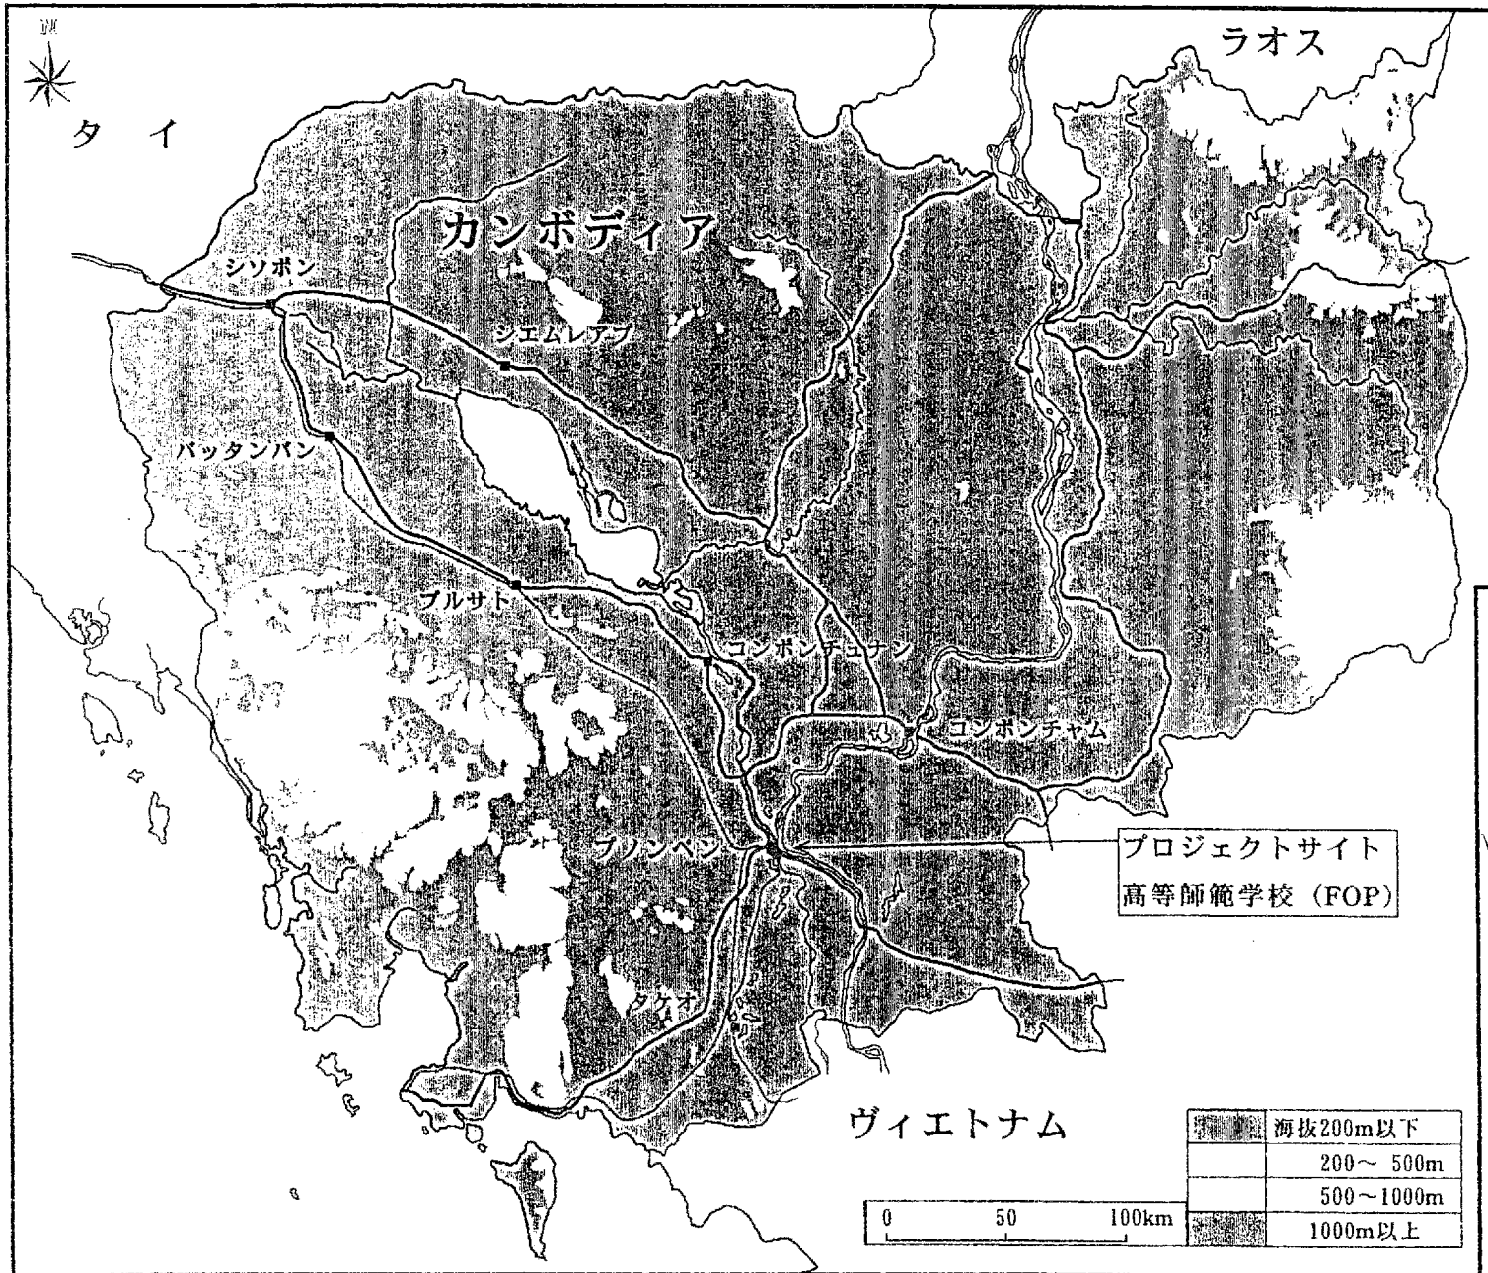 N
ラオス
タイ
カンボディア
シソポン
シエムレアプ
バッタンバン
プルサト
コンポンチュナン
コンポンチャム
プノンペン
プロジェクトサイト
高等師範学校 (FOP)
タケオ
ヴィエトナム
海抜200m以下
200～ 500m
500～1000m
1000m以上
0 50 100km